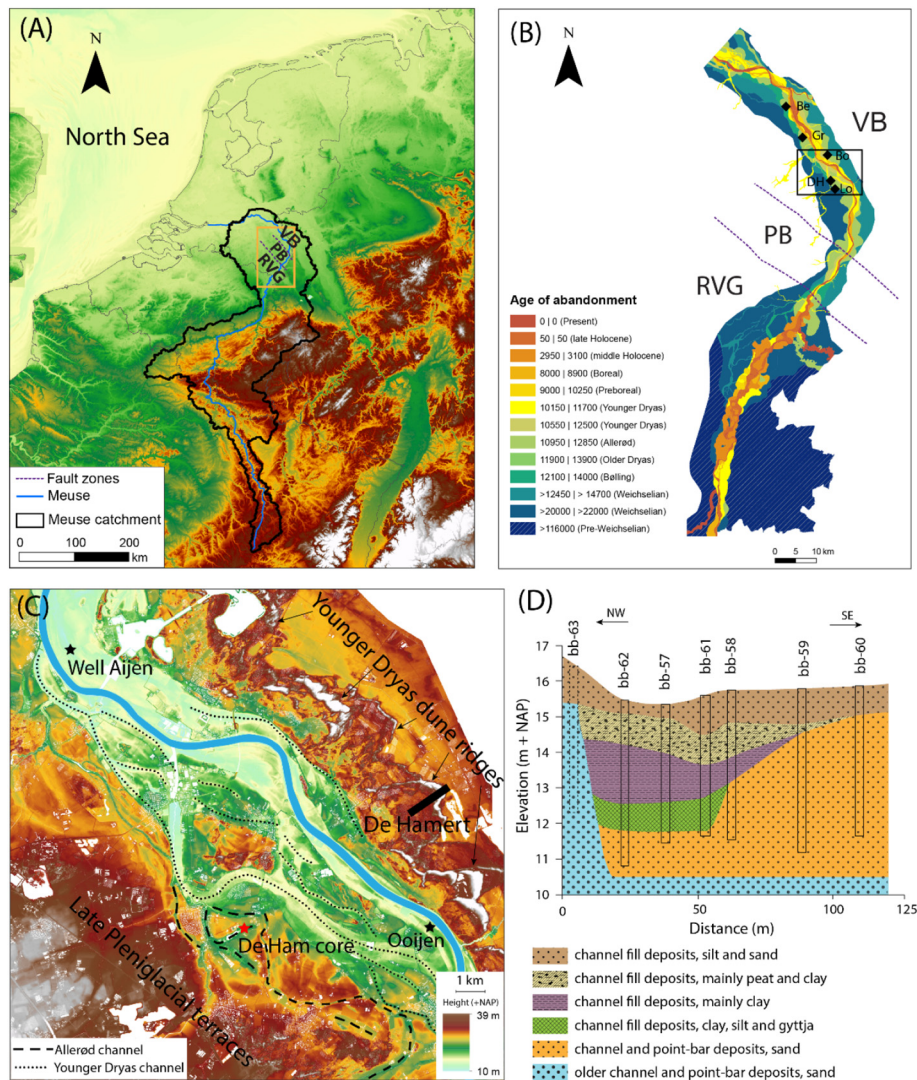 (A)
N
North Sea
VB
PB
RVG
Fault zones
Meuse
Meuse catchment
0 100 200
km
(B)
N
Be
VB
Gr
Bo
DH
Lo
PB
RVG
Age of abandonment
0 | 0 (Present)
50 | 50 (late Holocene)
2950 | 3100 (middle Holocene)
8000 | 8900 (Boreal)
9000 | 10250 (Preboreal)
10150 | 11700 (Younger Dryas)
10550 | 12500 (Younger Dryas)
10950 | 12850 (Allerød)
11900 | 13900 (Older Dryas)
12100 | 14000 (Bølling)
>12450 | > 14700 (Weichselian)
>20000 | >22000 (Weichselian)
>116000 (Pre-Weichselian)
0 5 10 km
(C)
Well Aijen
Younger Dryas dune ridges
De Hamert
De Ham core
Ooijen
Late Pleniglacial terraces
1 km
Height (+NAP)
39 m
10 m
Allerød channel
Younger Dryas channel
(D)
NW
SE
bb-63
bb-62
bb-57
bb-61
bb-58
bb-59
bb-60
Elevation (m + NAP)
17
16
15
14
13
12
11
10
0 50 100 125
Distance (m)
channel fill deposits, silt and sand
channel fill deposits, mainly peat and clay
channel fill deposits, mainly clay
channel fill deposits, clay, silt and gyttja
channel and point-bar deposits, sand
older channel and point-bar deposits, sand